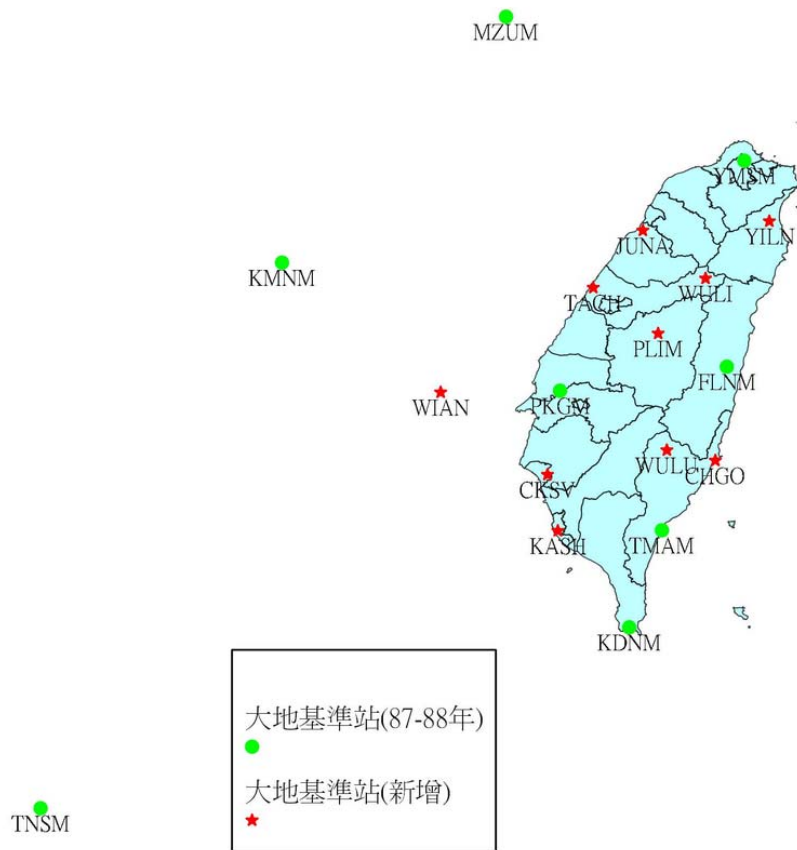 MZUM
YMSM
YILN
JUNA
KMNM
WULI
TACH
PLIM
FLNM
WIAN
PKGM
WULU
CHGO
CKSV
KASH
TMAM
KDNM
大地基準站(87-88年)
大地基準站(新增)
TNSM